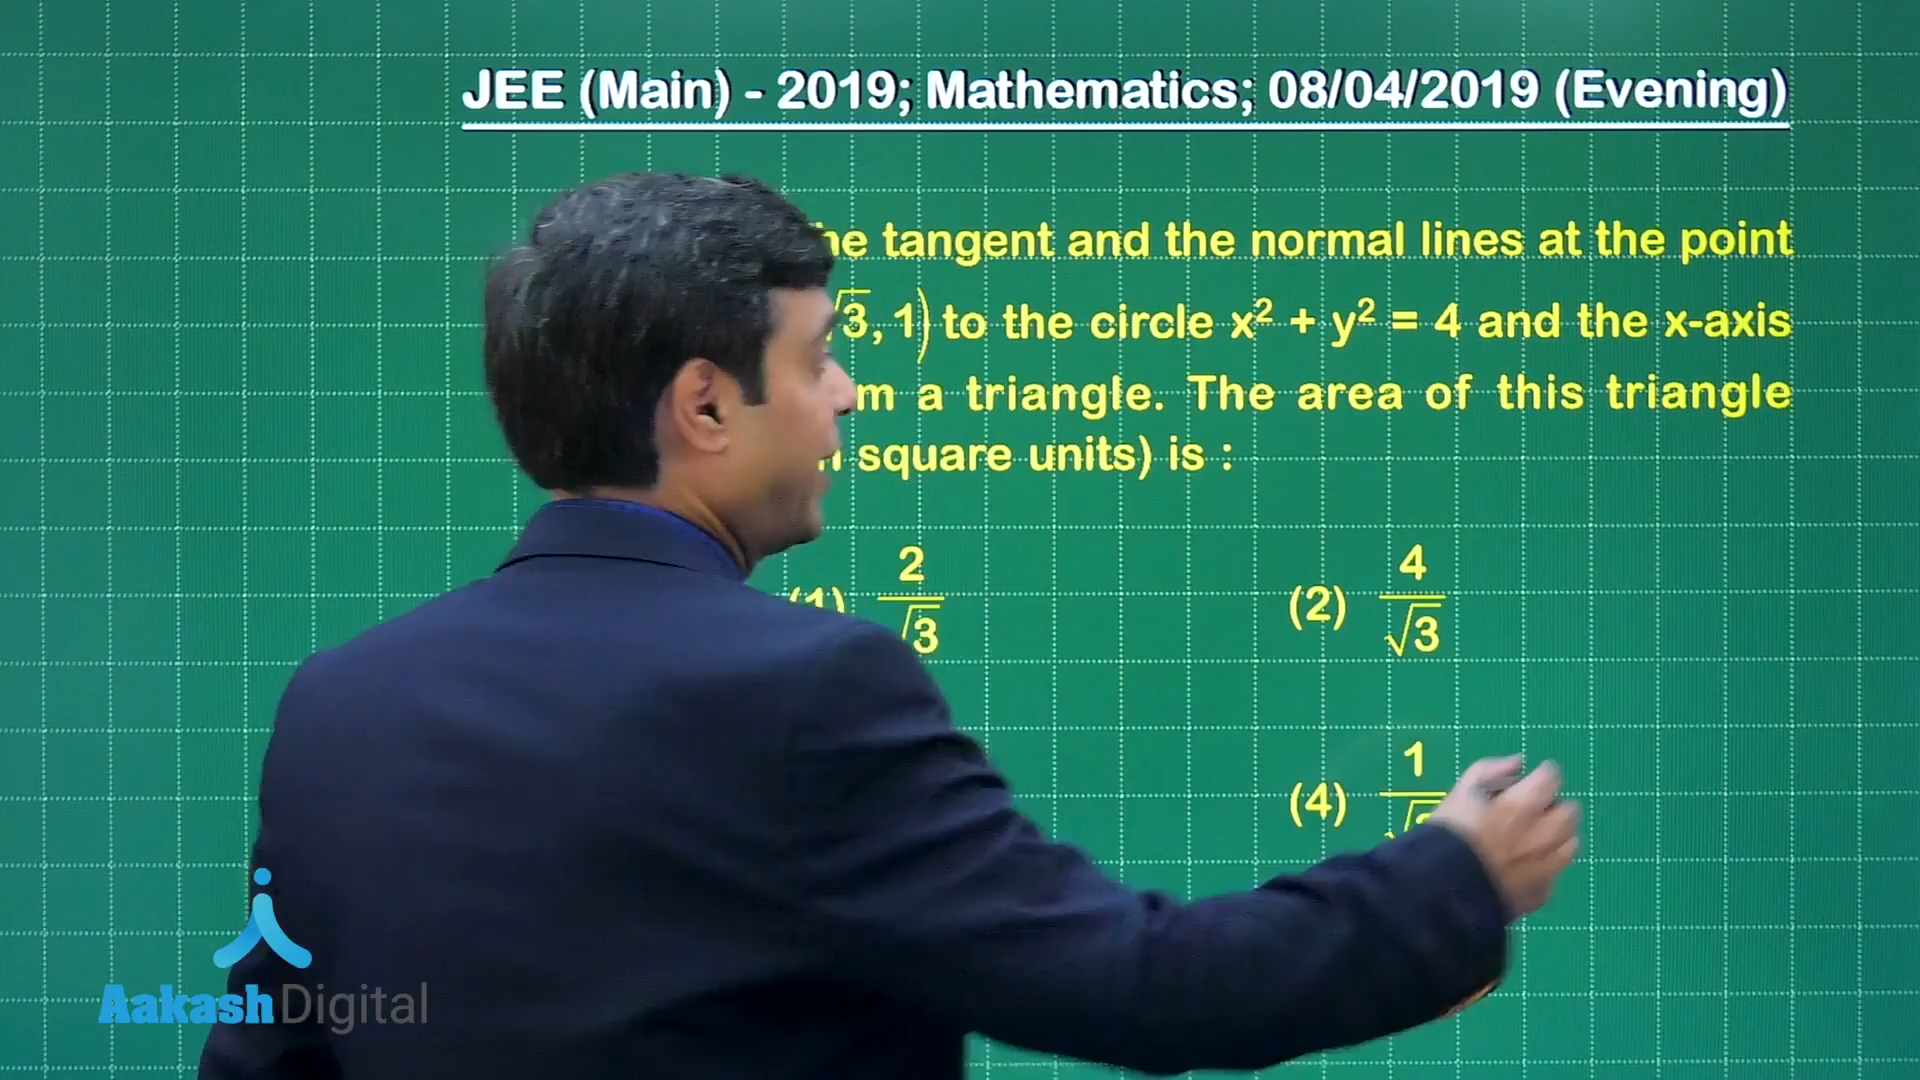 JEE (Main) - 2019; Mathematics; 08/04/2019 (Evening)
tangent and the normal lines at the point
√3, 1) to the circle x² + y² = 4 and the x-axis
a triangle. The area of this triangle
square units) is :
(1) 2/√3
(2) 4/√3
(4) 1/
Aakash Digital